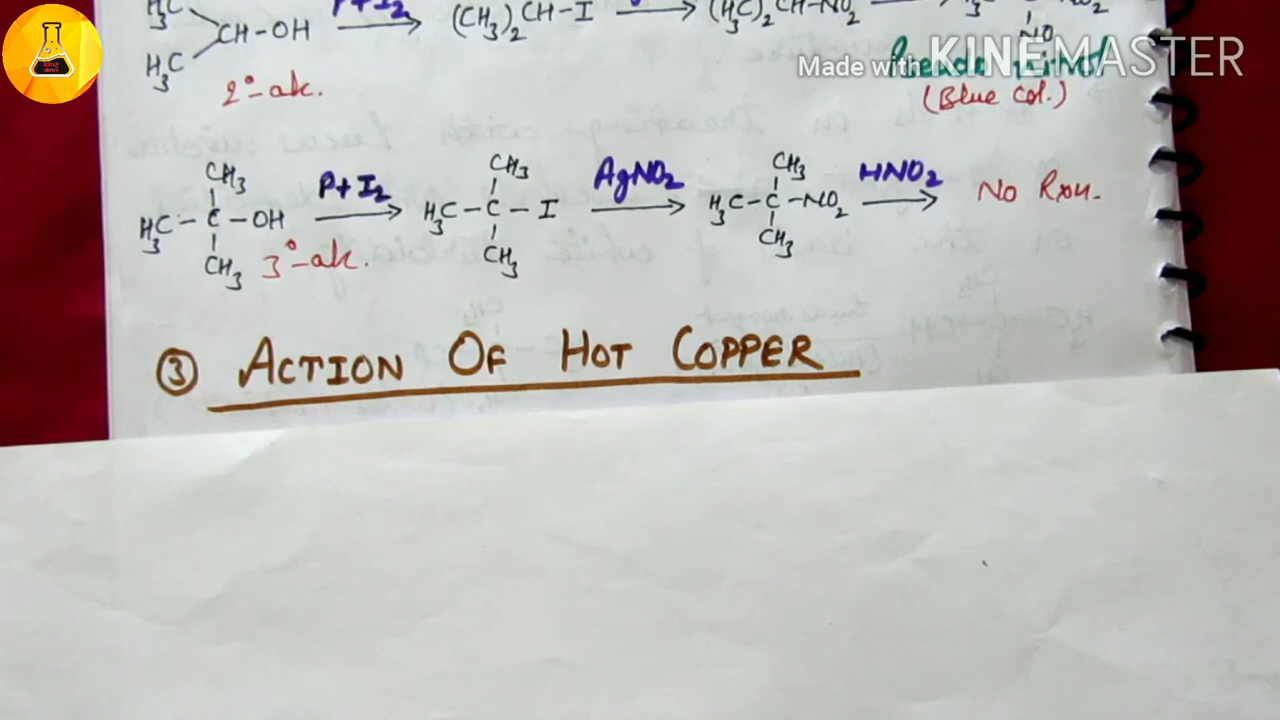 H3C
CH-OH P+I2 (CH3)2CH-I (H3C)2CH-NO2
H3C
NO
2°-alc.
Made with KINEMASTER
(Blue Col.)
CH3 CH3 CH3
H3C-C-OH P+I2 H3C-C-I AgNO2 H3C-C-NO2 HNO2 No Rxn.
CH3 CH3 CH3
3°-alc.
③ ACTION OF HOT COPPER